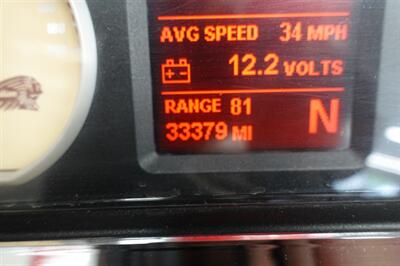 AVG SPEED 34 MPH
12.2 VOLTS
RANGE 81
33379 MI N